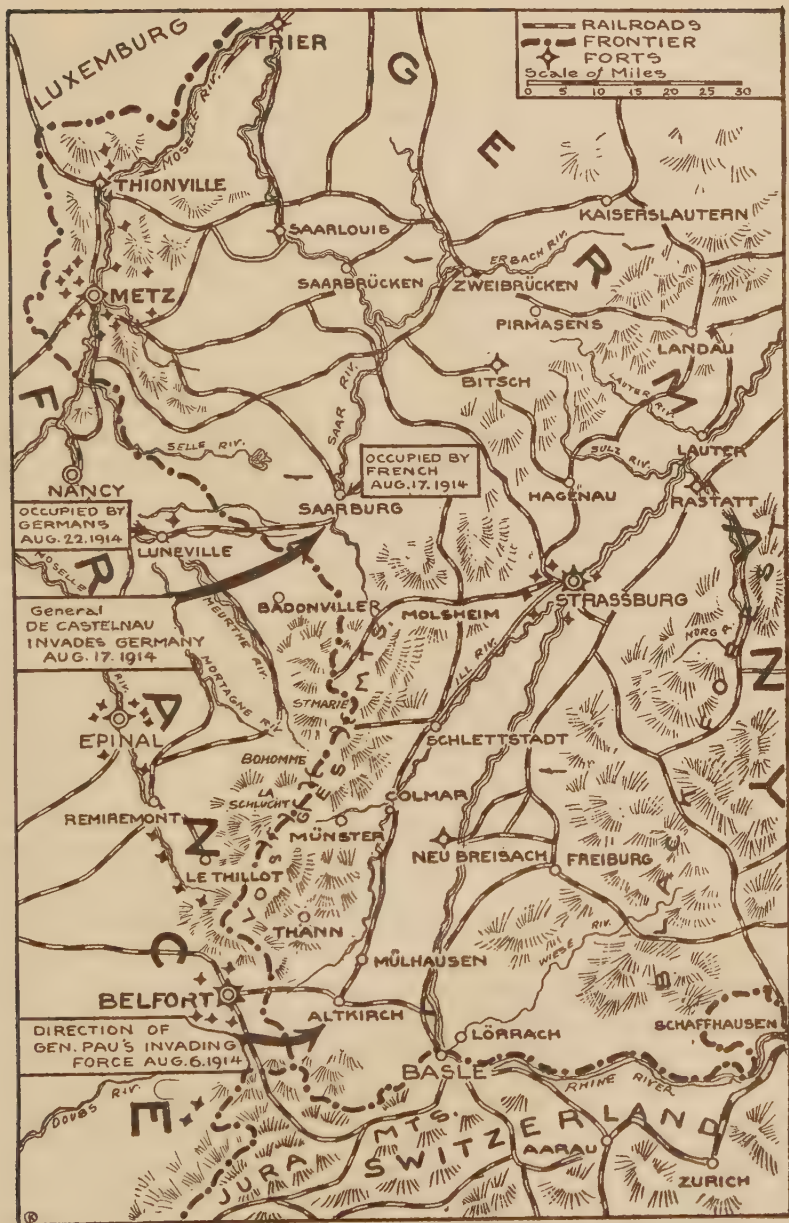 RAILROADS
FRONTIER
FORTS
Scale of Miles
0 5 10 15 20 25 30
LUXEMBURG
TRIER
GERMANY
MOSELLE RIV.
THIONVILLE
KAISERSLAUTERN
SAARLOUIS
ERBACH RIV.
SAARBRÜCKEN
ZWEIBRÜCKEN
METZ
PIRMASENS
LANDAU
BITSCH
LAUTER RIV.
FRANCE
SAAR RIV.
SELLE RIV.
LAUTER
SULZ RIV.
OCCUPIED BY
FRENCH
AUG. 17. 1914
NANCY
HAGENAU
RASTATT
SAARBURG
OCCUPIED BY
GERMANS
AUG. 22. 1914
LUNEVILLE
MOSELLE
BADONVILLER
MOLSHEIM
STRASSBURG
General
DE CASTELNAU
INVADES GERMANY
AUG. 17. 1914
MEURTHE RIV.
MORTAGNE RIV.
ILL RIV.
RIV.
ST MARIE
EPINAL
SCHLETTSTADT
BOHOMME
LA
SCHLUCHT
COLMAR
REMIREMONT
MÜNSTER
NEU BREISACH
FREIBURG
LE THILLOT
THANN
WIESE RIV.
MÜLHAUSEN
BELFORT
ALTKIRCH
SCHAFFHAUSEN
LÖRRACH
DIRECTION OF
GEN. PAU'S INVADING
FORCE AUG. 6. 1914
BASLE
RHINE RIVER
DOUBS RIV.
JURA MTS.
SWITZERLAND
AARAU
ZURICH
K